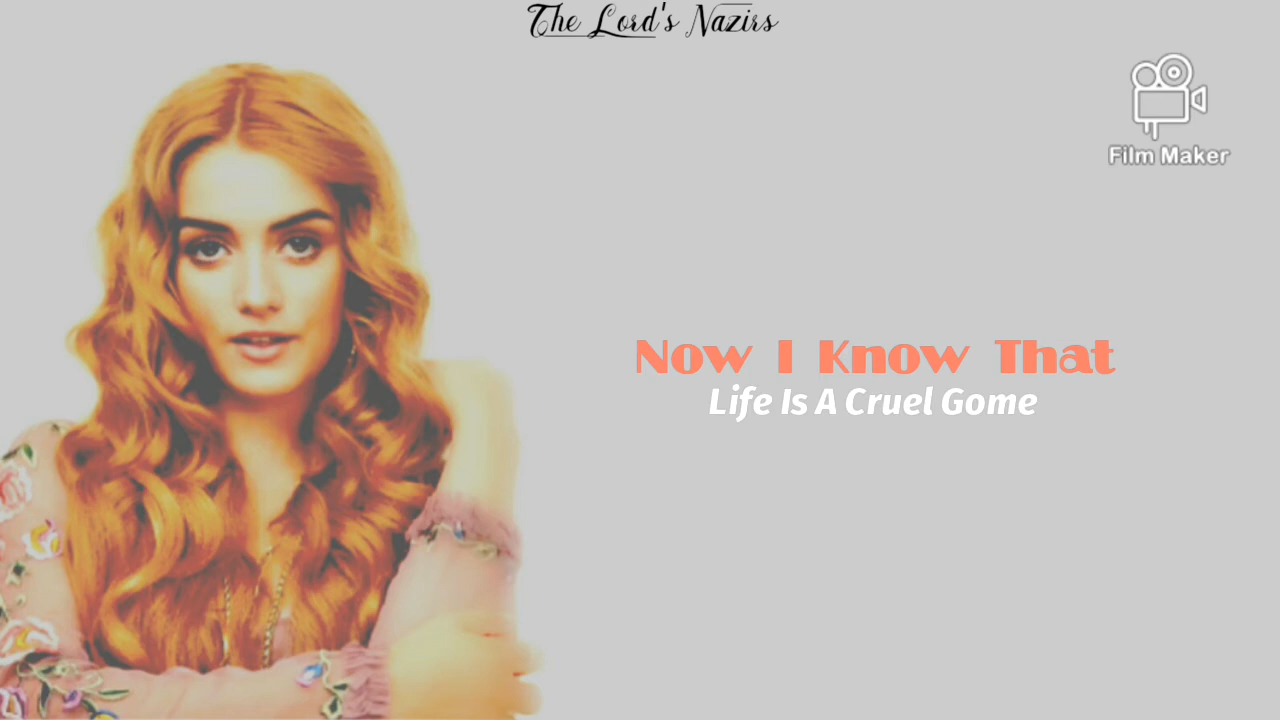 The Lord's Nazirs
Film Maker
Now I Know That
Life Is A Cruel Gome